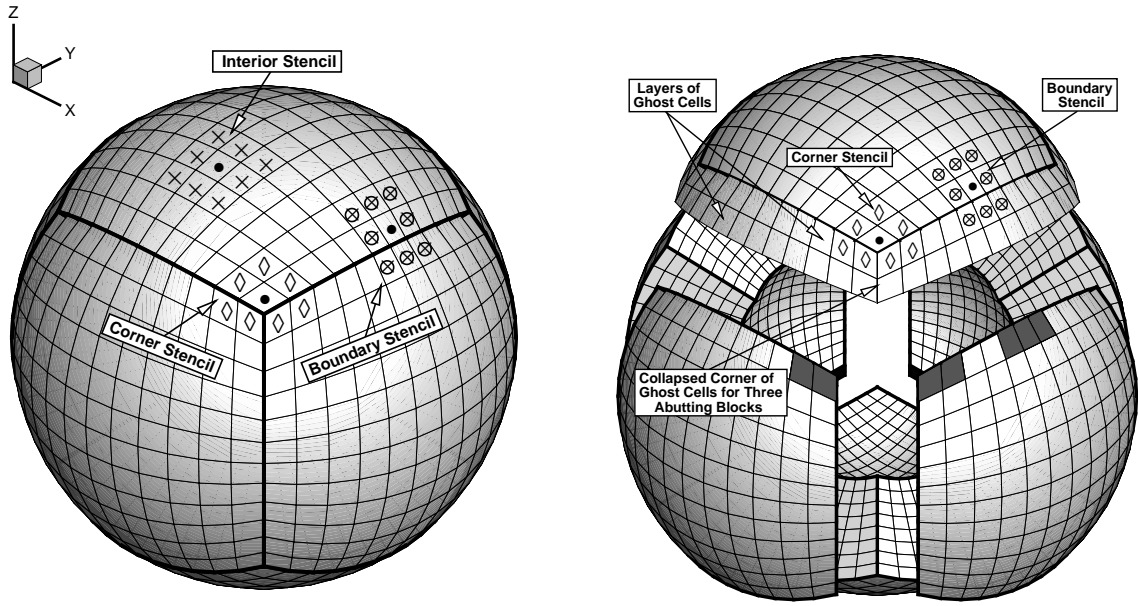 Z
Y
X
Interior Stencil
Corner Stencil
Boundary Stencil
Layers of
Ghost Cells
Boundary
Stencil
Corner Stencil
Collapsed Corner of
Ghost Cells for Three
Abutting Blocks